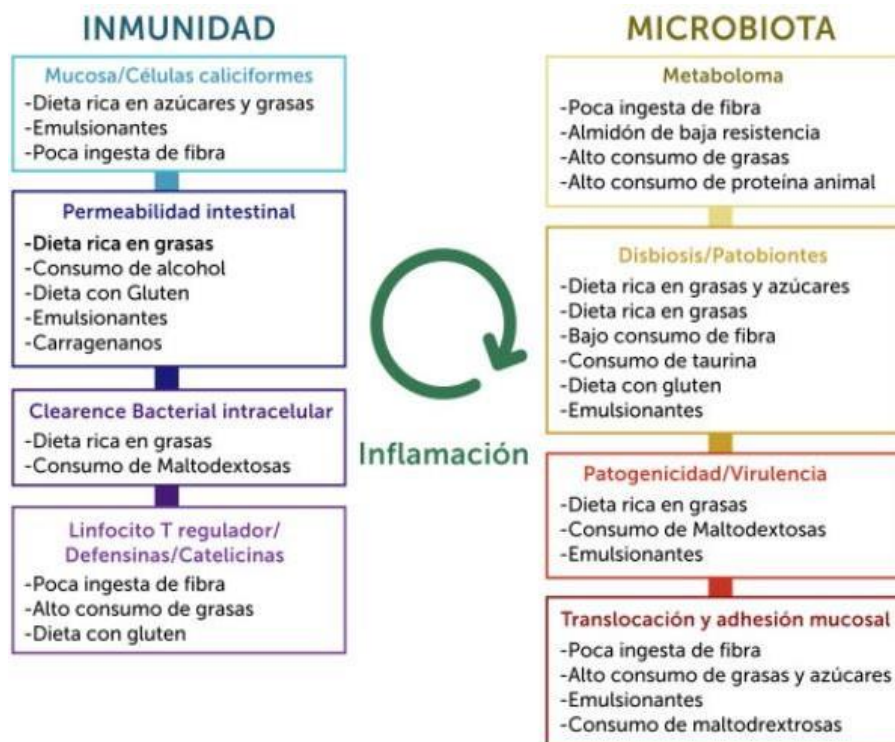 INMUNIDAD
Mucosa/Células caliciformes
-Dieta rica en azúcares y grasas
-Emulsionantes
-Poca ingesta de fibra
Permeabilidad intestinal
-Dieta rica en grasas
-Consumo de alcohol
-Dieta con Gluten
-Emulsionantes
-Carragenanos
Clearence Bacterial intracelular
-Dieta rica en grasas
-Consumo de Maltodextosas
Linfocito T regulador/
Defensinas/Catelicinas
-Poca ingesta de fibra
-Alto consumo de grasas
-Dieta con gluten
Inflamación
MICROBIOTA
Metaboloma
-Poca ingesta de fibra
-Almidón de baja resistencia
-Alto consumo de grasas
-Alto consumo de proteína animal
Disbiosis/Patobiontes
-Dieta rica en grasas y azúcares
-Dieta rica en grasas
-Bajo consumo de fibra
-Consumo de taurina
-Dieta con gluten
-Emulsionantes
Patogenicidad/Virulencia
-Dieta rica en grasas
-Consumo de Maltodextosas
-Emulsionantes
Translocación y adhesión mucosal
-Poca ingesta de fibra
-Alto consumo de grasas y azúcares
-Emulsionantes
-Consumo de maltodrextrosas